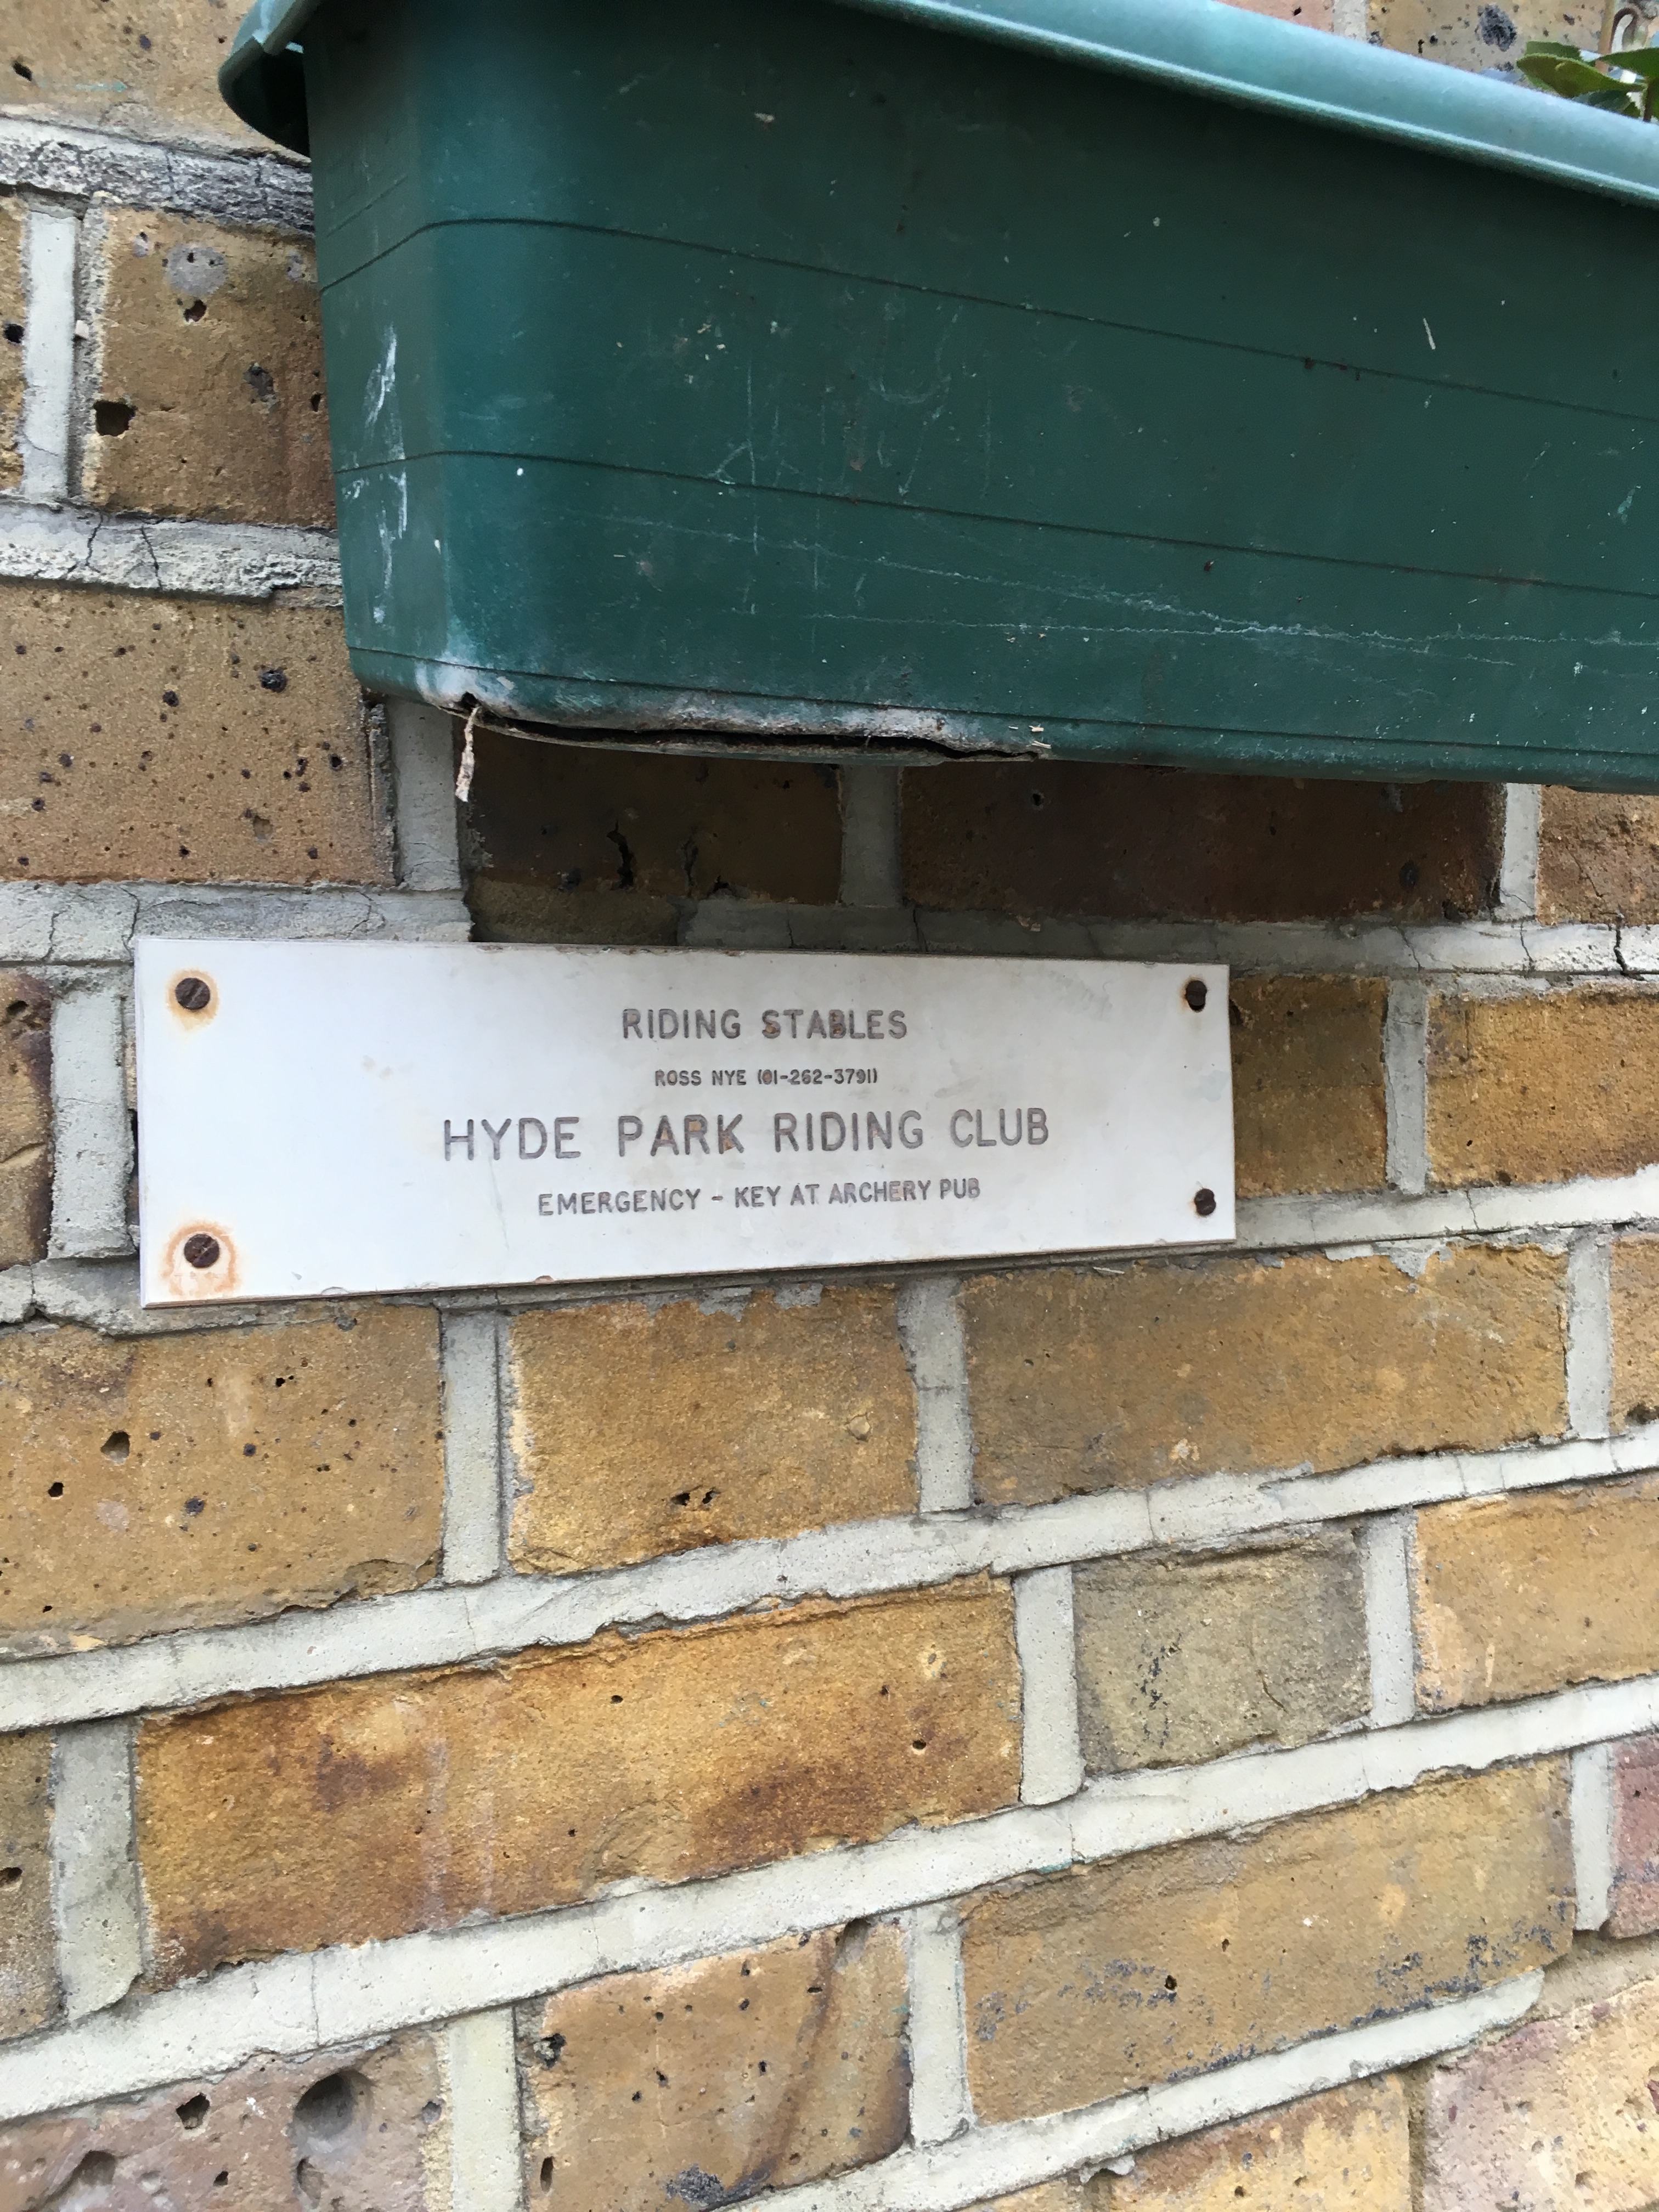 RIDING STABLES
ROSS NYE (01-262-3791)
HYDE PARK RIDING CLUB
EMERGENCY - KEY AT ARCHERY PUB